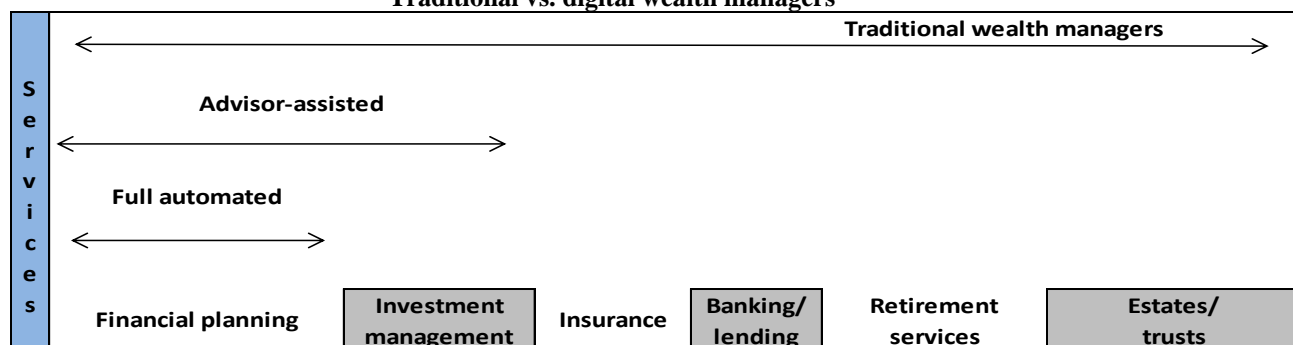 Traditional vs. digital wealth managers
Traditional wealth managers
Services
Advisor-assisted
Full automated
Financial planning
Investment
management
Insurance
Banking/
lending
Retirement
services
Estates/
trusts